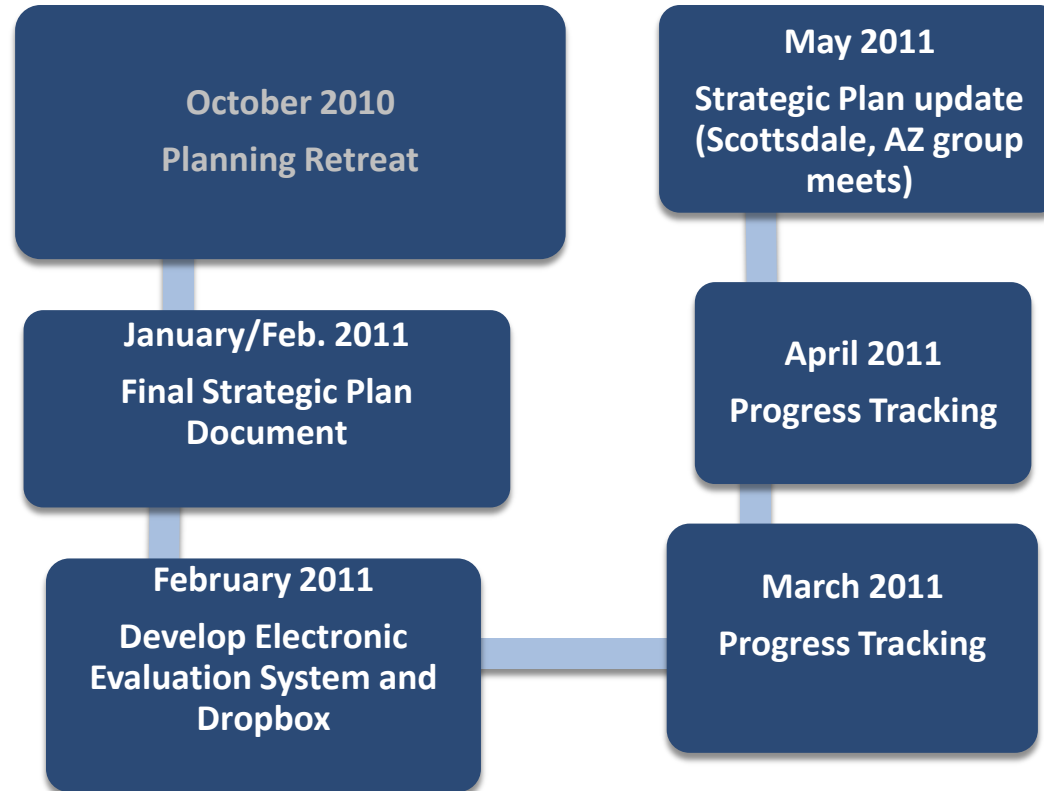 October 2010
Planning Retreat
January/Feb. 2011
Final Strategic Plan
Document
February 2011
Develop Electronic
Evaluation System and
Dropbox
March 2011
Progress Tracking
April 2011
Progress Tracking
May 2011
Strategic Plan update
(Scottsdale, AZ group
meets)